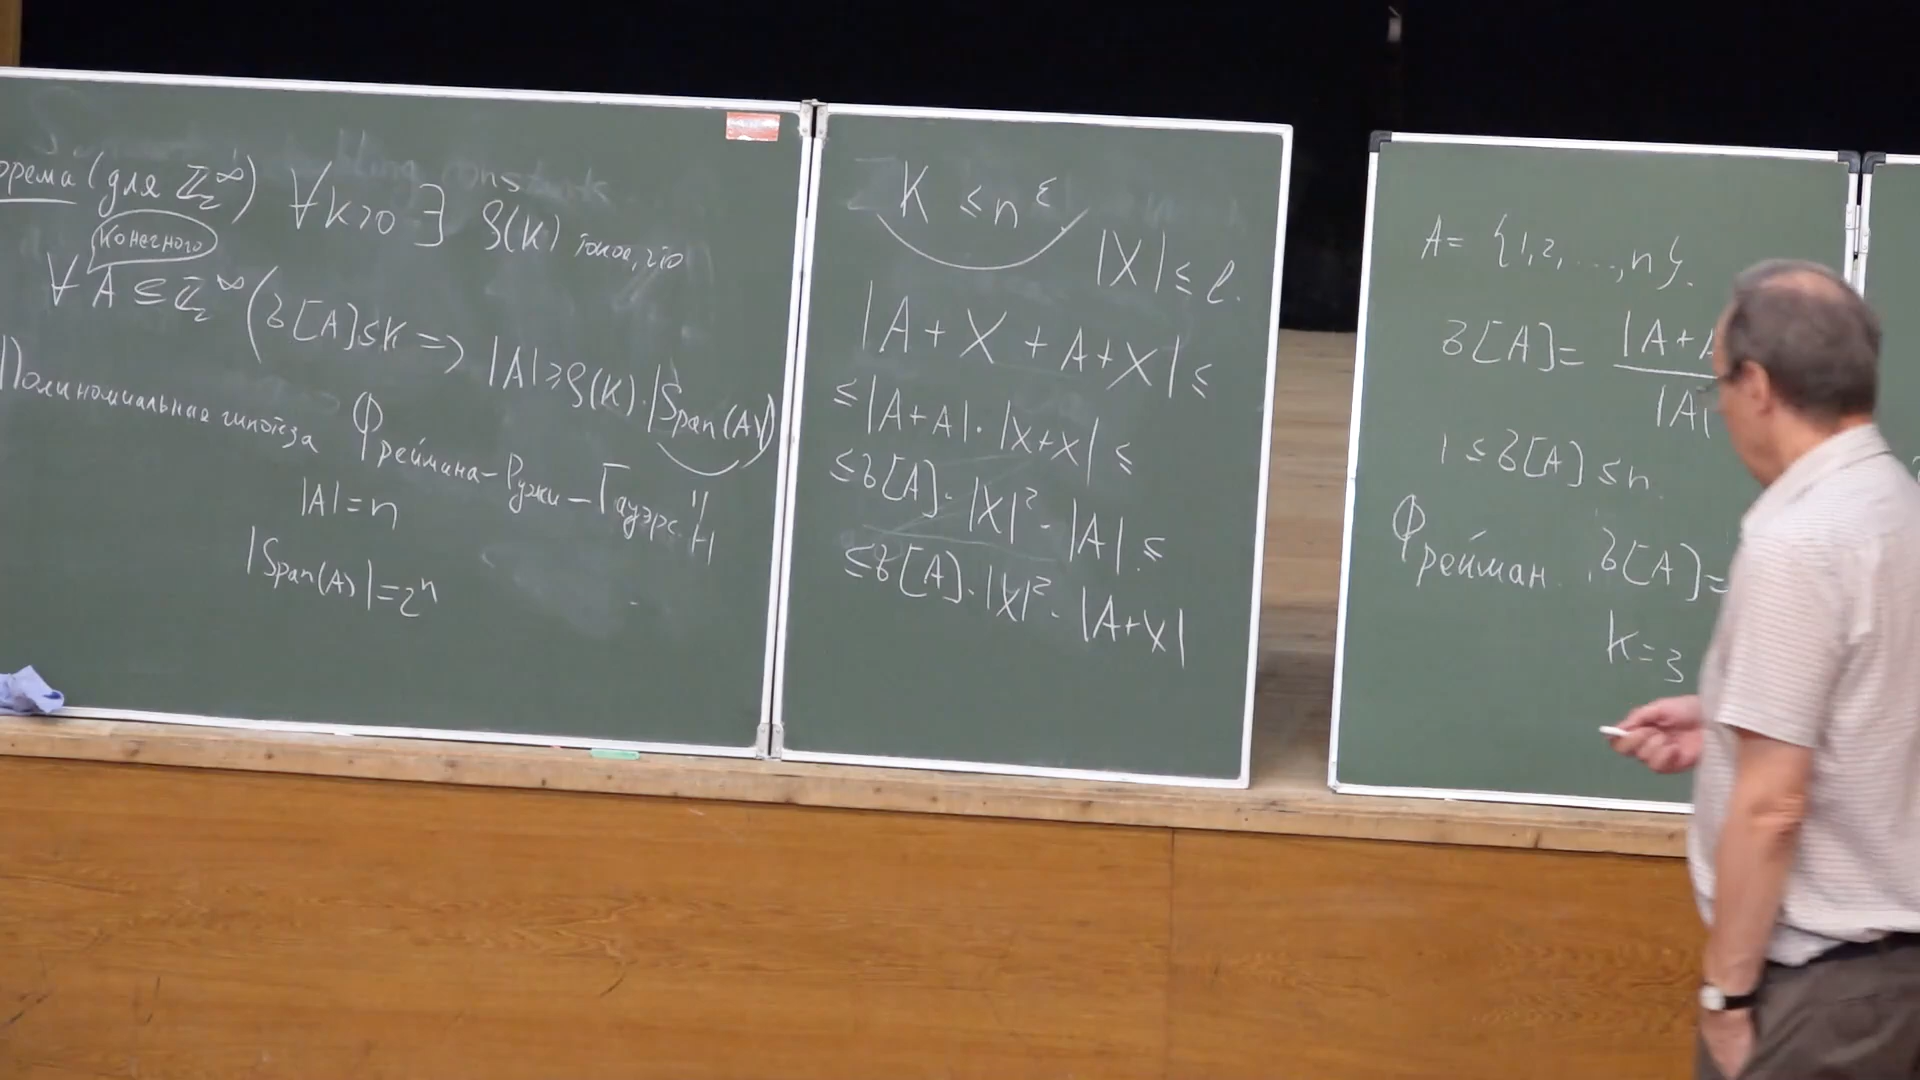 орема (для ℤ₂^∞) ∀K>0 ∃ ρ(K) такое, что
конечного
∀ A ⊆ ℤ₂^∞ (δ[A]≤K ⇒ |A|≥ρ(K)·|Span(A)|)
Полиномиальная гипотеза Фреймана–Ружи–Гауэрс
H
|A|=n
|Span(A)|=2ⁿ
K ≤ n^ε
|X| ≤ l.
|A+X+A+X| ≤
≤|A+A|·|X+X| ≤
≤δ[A]·|X|²·|A| ≤
≤δ[A]·|X|²·|A+X|
A= {1,2,...,n}.
δ[A]= |A+A / |A|
1 ≤ δ[A] ≤ n.
Фрейман. δ[A]=
K=3